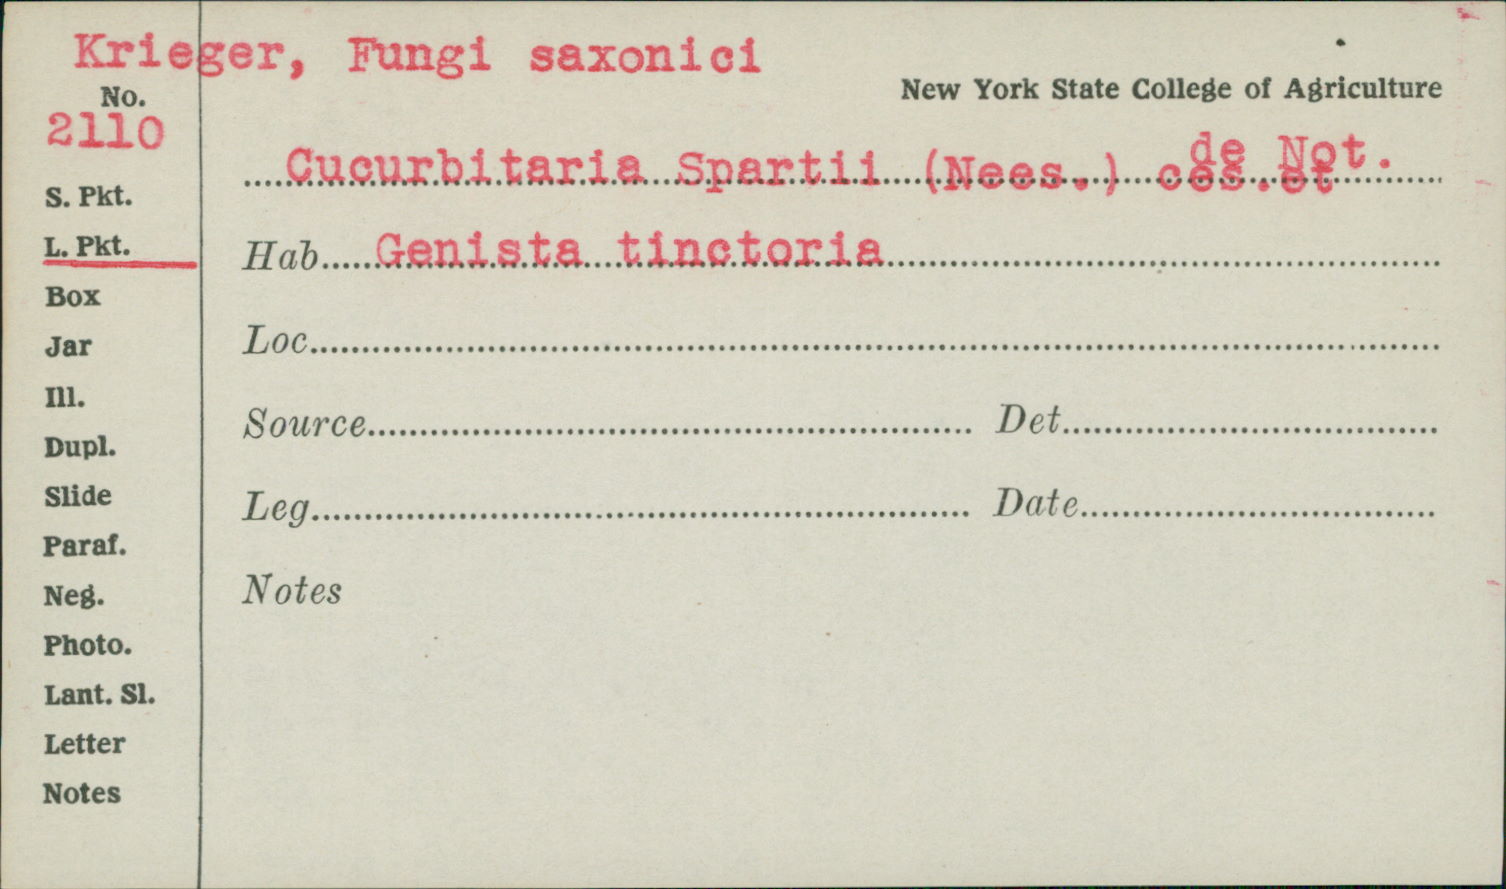 Krieger, Fungi saxonici
New York State College of Agriculture
No.
2110
Cucurbitaria Spartii (Nees.) ces.et de Not.
S. Pkt.
L. Pkt.
Hab. Genista tinctoria
Box
Jar
Loc.
Ill.
Source
Det.
Dupl.
Slide
Leg.
Date
Paraf.
Neg.
Notes
Photo.
Lant. Sl.
Letter
Notes